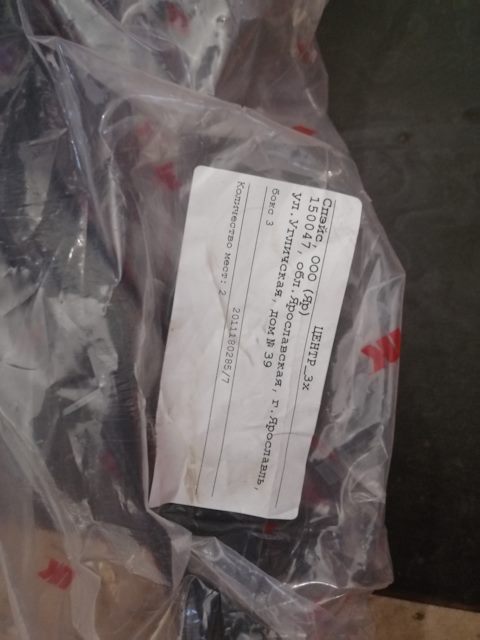 Спэйс, ООО (Яр) ЦЕНТР_3х
150047, обл.Ярославская, г.Ярославль,
ул.Угличская, дом № 39
бокс 3
Количество мест: 2 2011180285/7